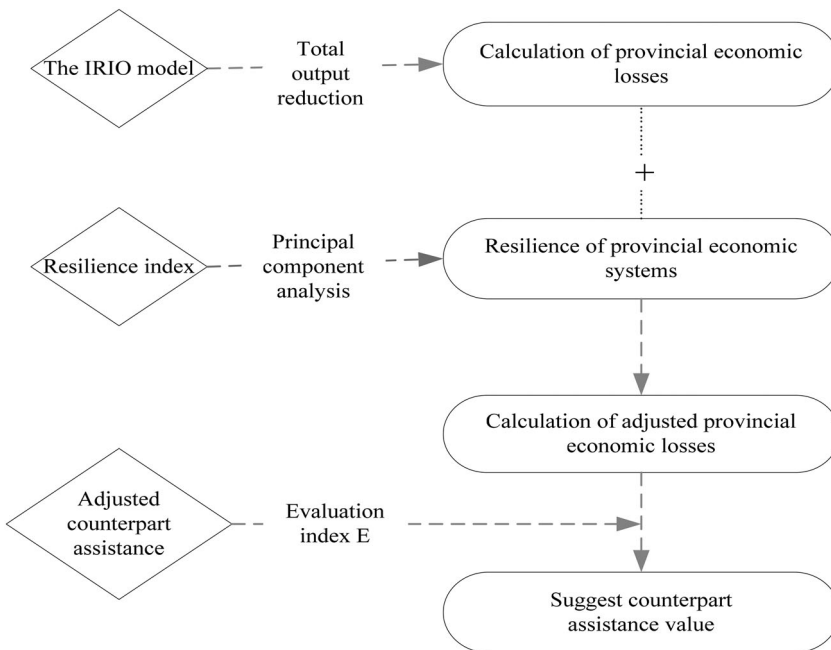 The IRIO model
Total
output
reduction
Calculation of provincial economic
losses
+
Resilience index
Principal
component
analysis
Resilience of provincial economic
systems
Calculation of adjusted provincial
economic losses
Adjusted
counterpart
assistance
Evaluation
index E
Suggest counterpart
assistance value